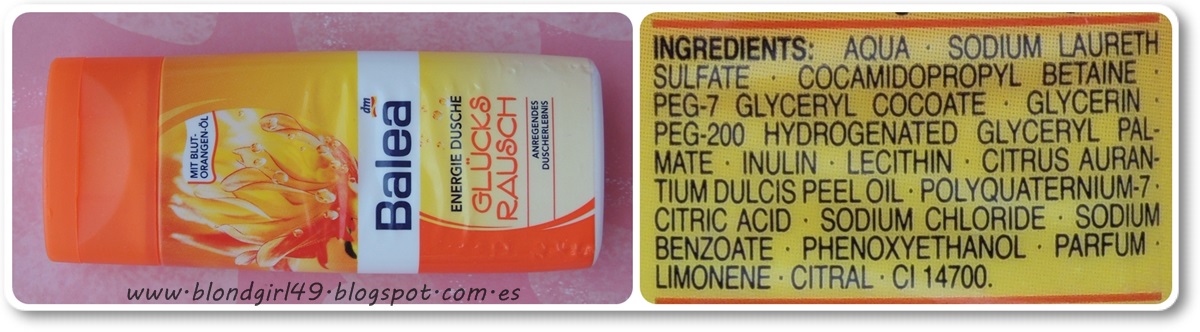 MIT BLUT-
ORANGEN-ÖL
dm
Balea
ENERGIE DUSCHE
GLÜCKS
RAUSCH
ANREGENDES
DUSCHERLEBNIS
www.blondgirl49.blogspot.com.es
INGREDIENTS: AQUA · SODIUM LAURETH
SULFATE · COCAMIDOPROPYL BETAINE ·
PEG-7 GLYCERYL COCOATE · GLYCERIN ·
PEG-200 HYDROGENATED GLYCERYL PAL-
MATE · INULIN · LECITHIN · CITRUS AURAN-
TIUM DULCIS PEEL OIL · POLYQUATERNIUM-7 ·
CITRIC ACID · SODIUM CHLORIDE · SODIUM
BENZOATE · PHENOXYETHANOL · PARFUM ·
LIMONENE · CITRAL · CI 14700.